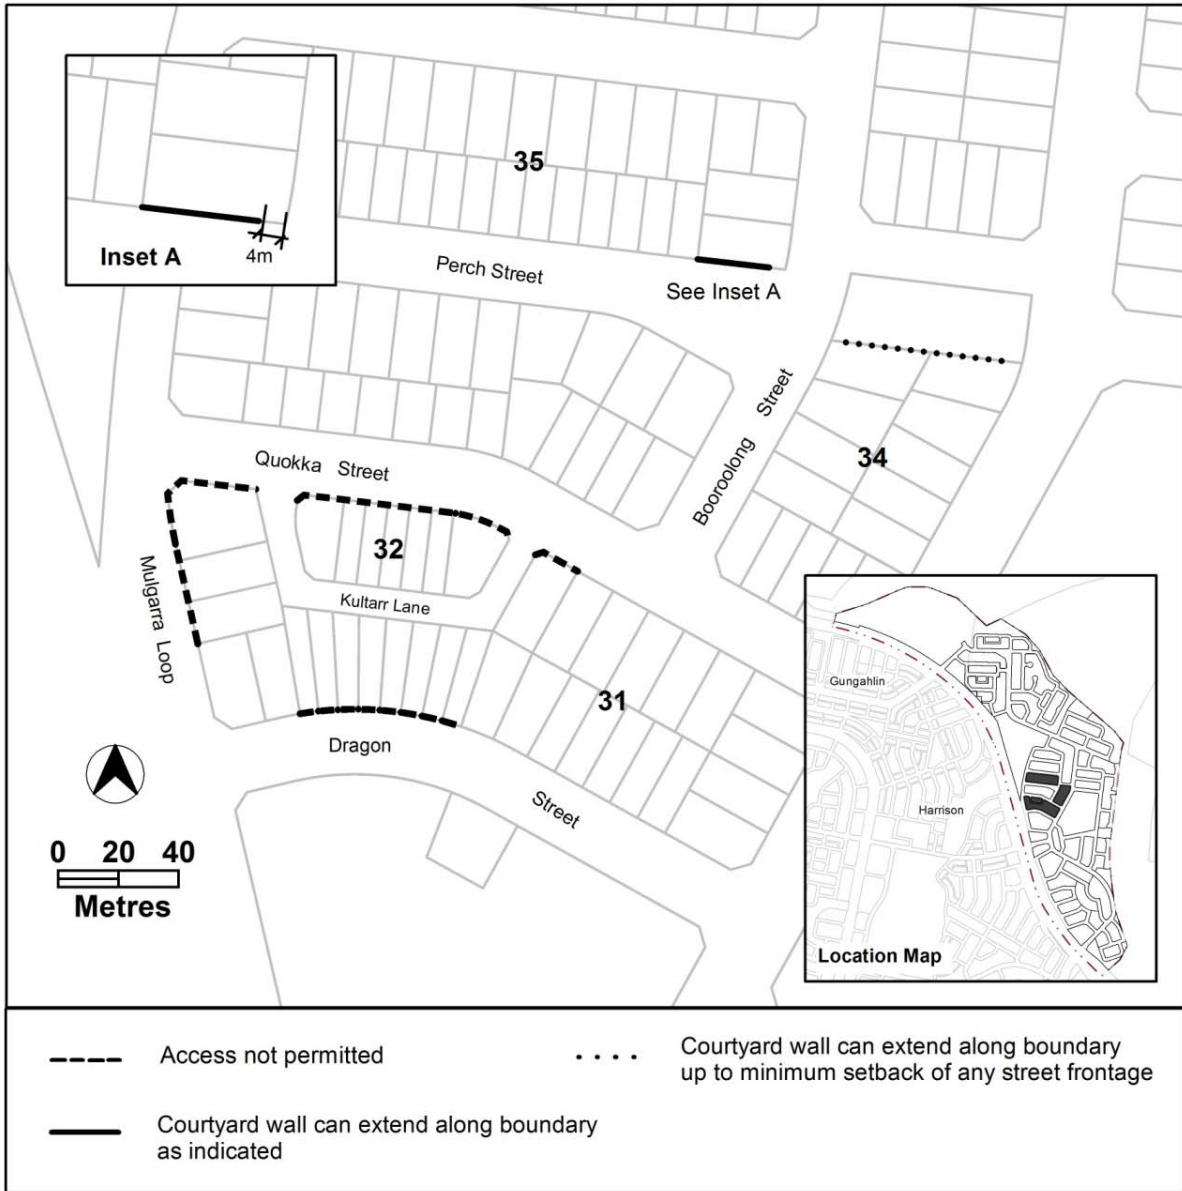 35
Inset A
4m
Perch Street
See Inset A
Booroolong Street
34
Quokka Street
32
Mulgarra Loop
Kultarr Lane
31
Dragon Street
Gungahlin
Harrison
Location Map
0 20 40
Metres
Access not permitted
Courtyard wall can extend along boundary
up to minimum setback of any street frontage
Courtyard wall can extend along boundary
as indicated